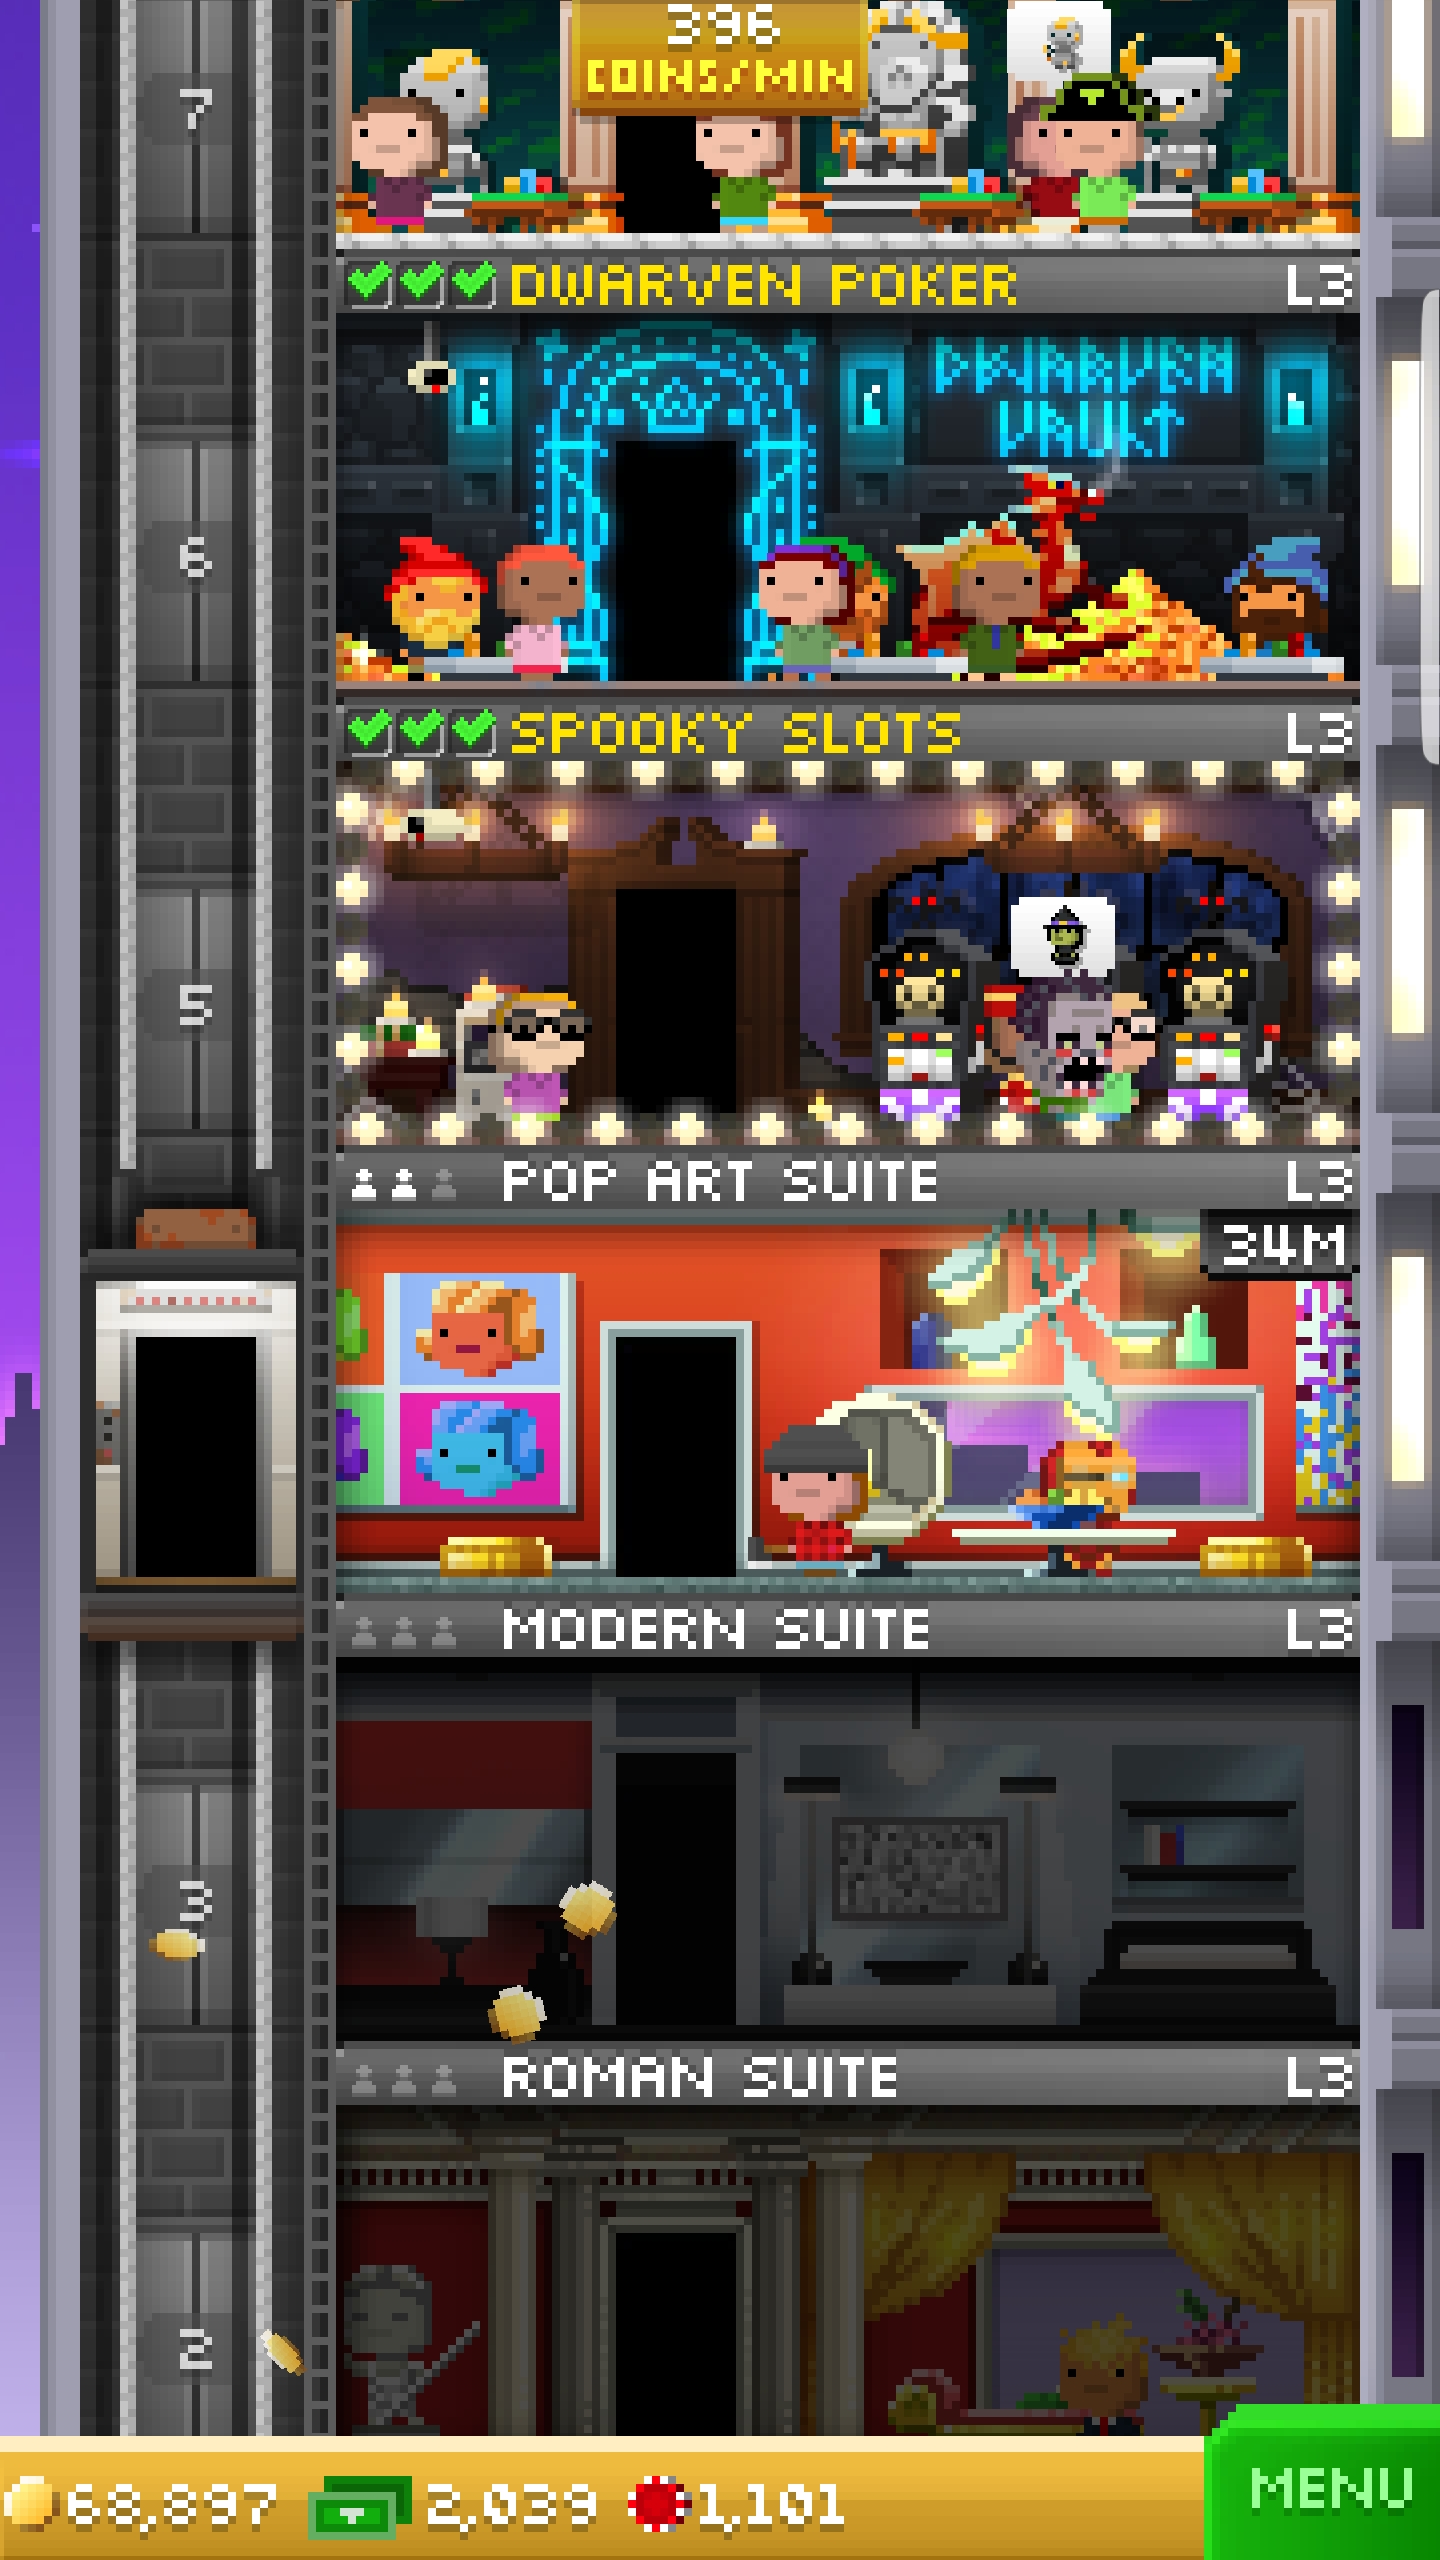 396
COINS/MIN
7
DWARVEN POKER L3
DWARVEN
VAULT
6
SPOOKY SLOTS L3
5
POP ART SUITE L3
34M
MODERN SUITE L3
3
ROMAN SUITE L3
2
68,897 2,039 1,101 MENU